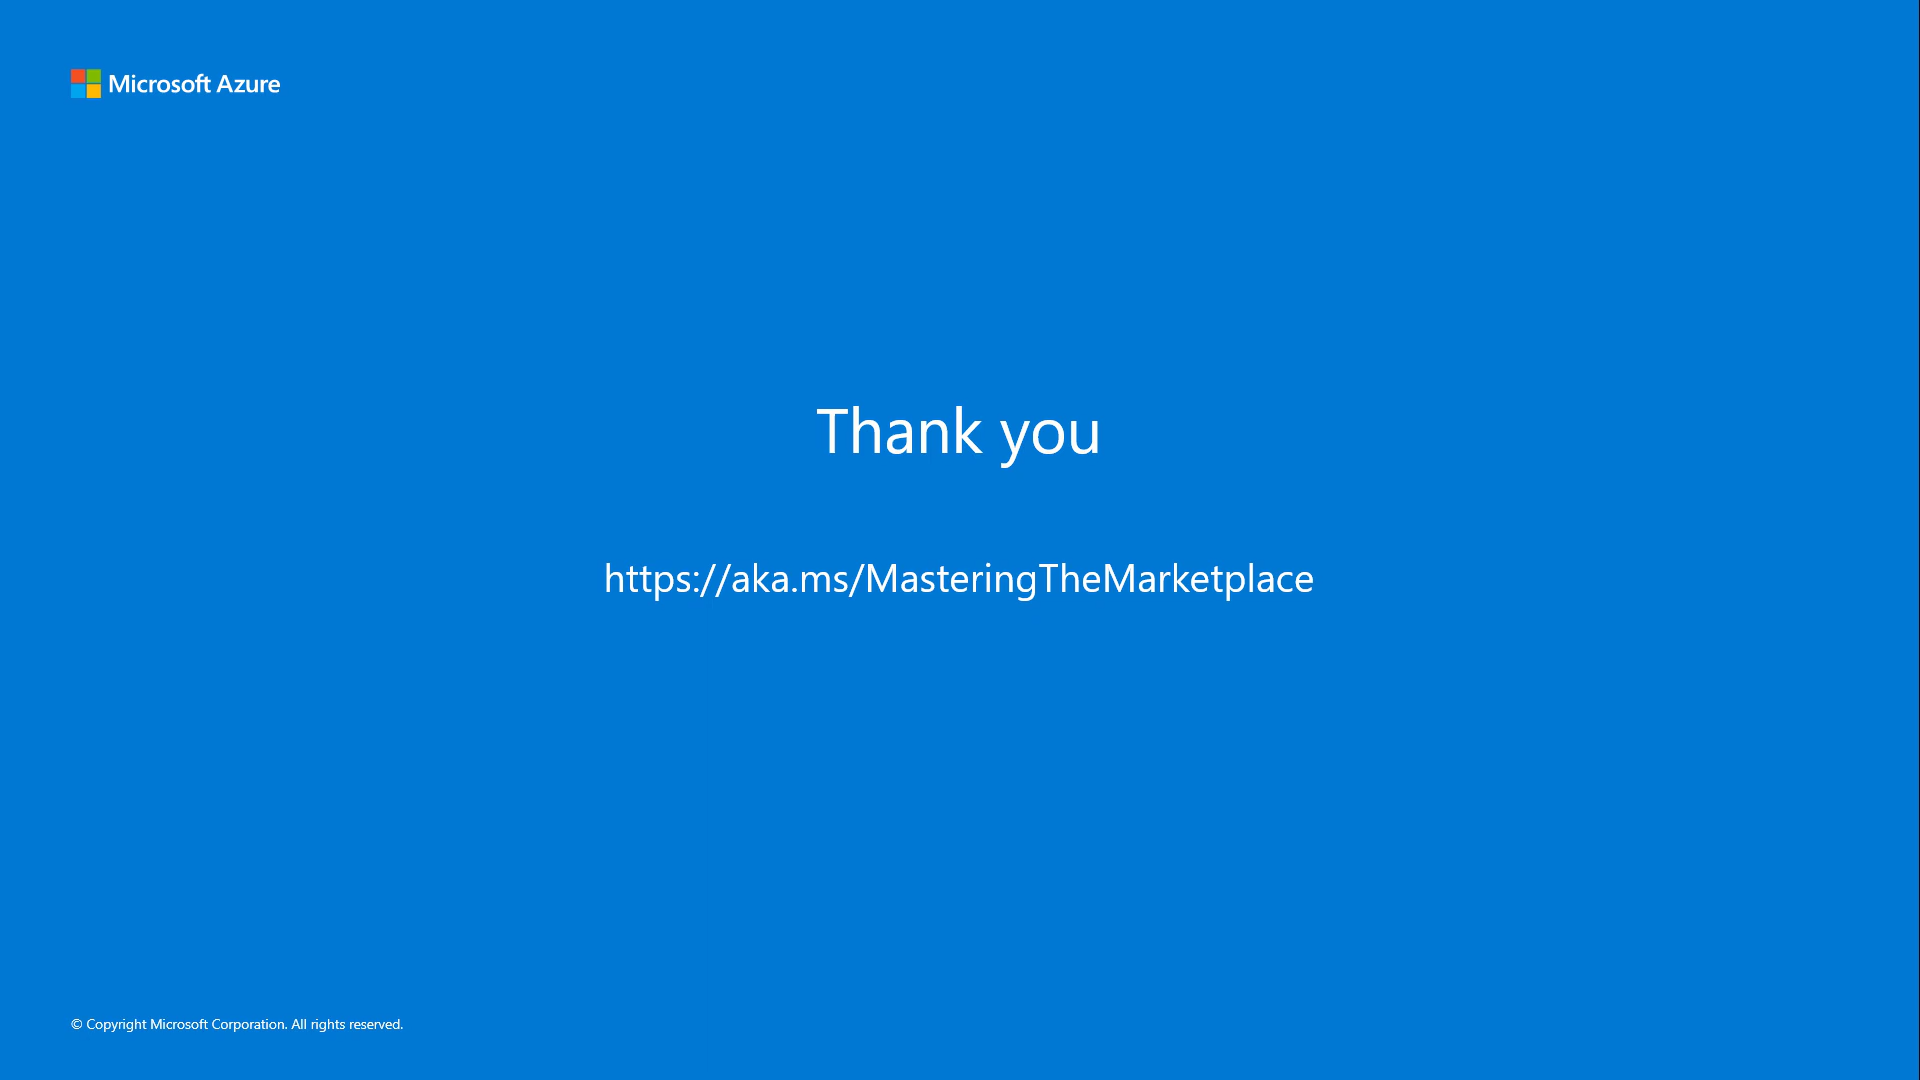 Microsoft Azure
Thank you
https://aka.ms/MasteringTheMarketplace
© Copyright Microsoft Corporation. All rights reserved.